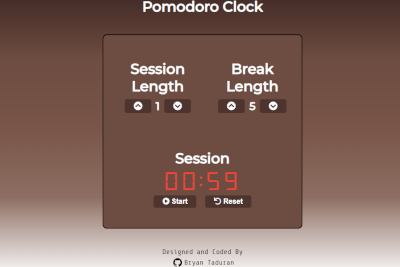 Pomodoro Clock
Session Length
Break Length
1
5
Session
00:59
Start
Reset
Designed and Coded By
Bryan Taduran